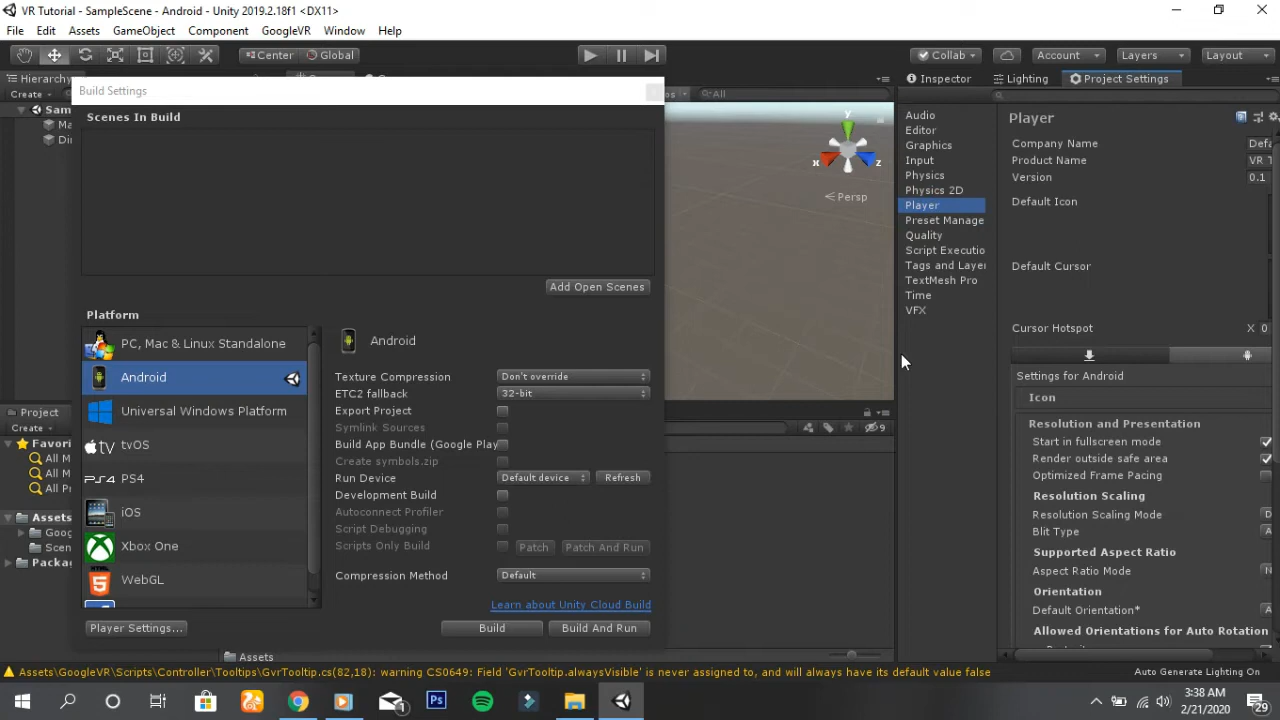 VR Tutorial - SampleScene - Android - Unity 2019.2.18f1 <DX11>
File Edit Assets GameObject Component GoogleVR Window Help
Center Global Collab Account Layers Layout
Hierarchy
Inspector Lighting Project Settings
Create
All
Build Settings
Scenes In Build
Add Open Scenes
y
x
z
Persp
Platform
PC, Mac & Linux Standalone
Android
Universal Windows Platform
tvOS
PS4
iOS
Xbox One
WebGL
Player Settings...
Android
Texture Compression Don't override
ETC2 fallback 32-bit
Export Project
Symlink Sources
Build App Bundle (Google Play
Create symbols.zip
Run Device Default device Refresh
Development Build
Autoconnect Profiler
Script Debugging
Scripts Only Build Patch Patch And Run
Compression Method Default
Learn about Unity Cloud Build
Build Build And Run
Project
Create
Favori
All M
All M
All P
Assets
Goog
Scen
Packag
Assets
9
Audio
Editor
Graphics
Input
Physics
Physics 2D
Player
Preset Manage
Quality
Script Executio
Tags and Layer
TextMesh Pro
Time
VFX
Player
Company Name Defa
Product Name VR T
Version 0.1
Default Icon
Default Cursor
Cursor Hotspot X 0
Settings for Android
Icon
Resolution and Presentation
Start in fullscreen mode
Render outside safe area
Optimized Frame Pacing
Resolution Scaling
Resolution Scaling Mode D
Blit Type A
Supported Aspect Ratio
Aspect Ratio Mode
Orientation
Default Orientation* A
Allowed Orientations for Auto Rotation
Assets\GoogleVR\Scripts\Controller\Tooltips\GvrTooltip.cs(82,18): warning CS0649: Field 'GvrTooltip.alwaysVisible' is never assigned to, and will always have its default value false
Auto Generate Lighting On
3:38 AM
2/21/2020
29